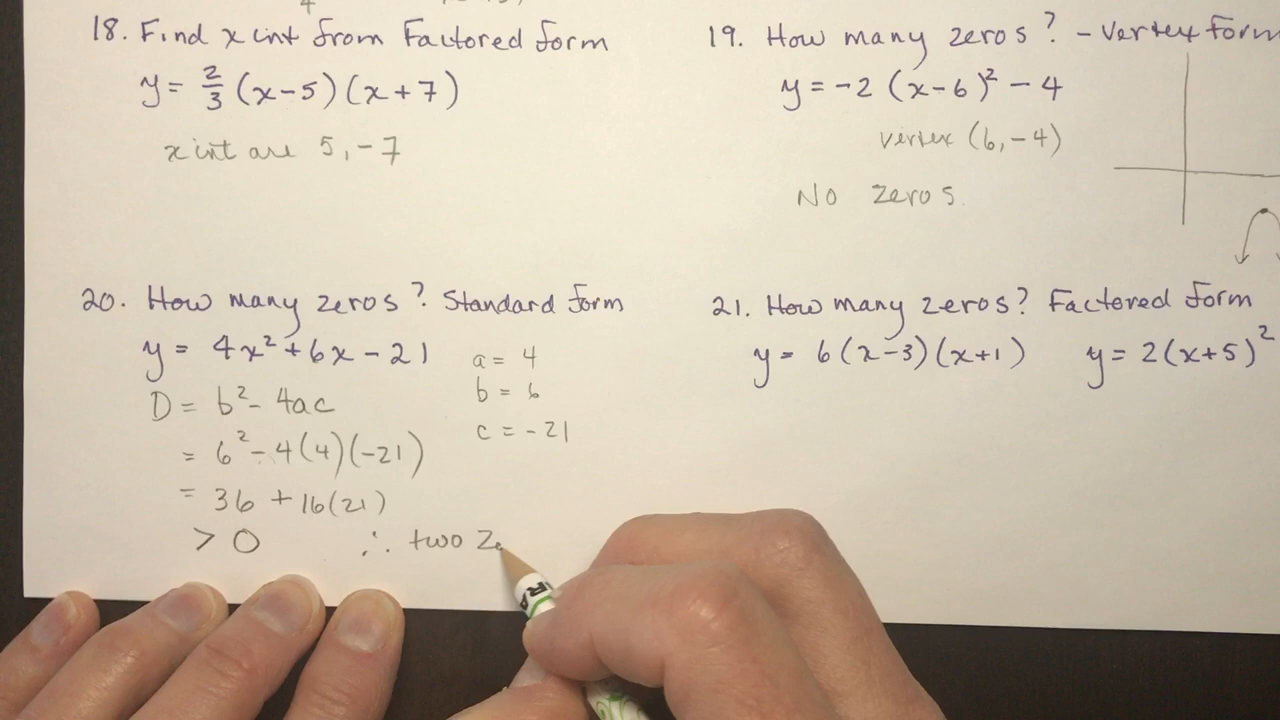 18. Find x int from Factored form
y = 2/3 (x-5)(x+7)
x int are 5, -7
19. How many zeros? - Vertex form
y = -2 (x-6)² - 4
vertex (6, -4)
No zeros.
20. How many zeros? Standard form
y = 4x² + 6x - 21
a = 4
b = 6
c = -21
D = b² - 4ac
= 6² - 4(4)(-21)
= 36 + 16(21)
> 0 ∴ two ze
21. How many zeros? Factored form
y = 6(x-3)(x+1) y = 2(x+5)²